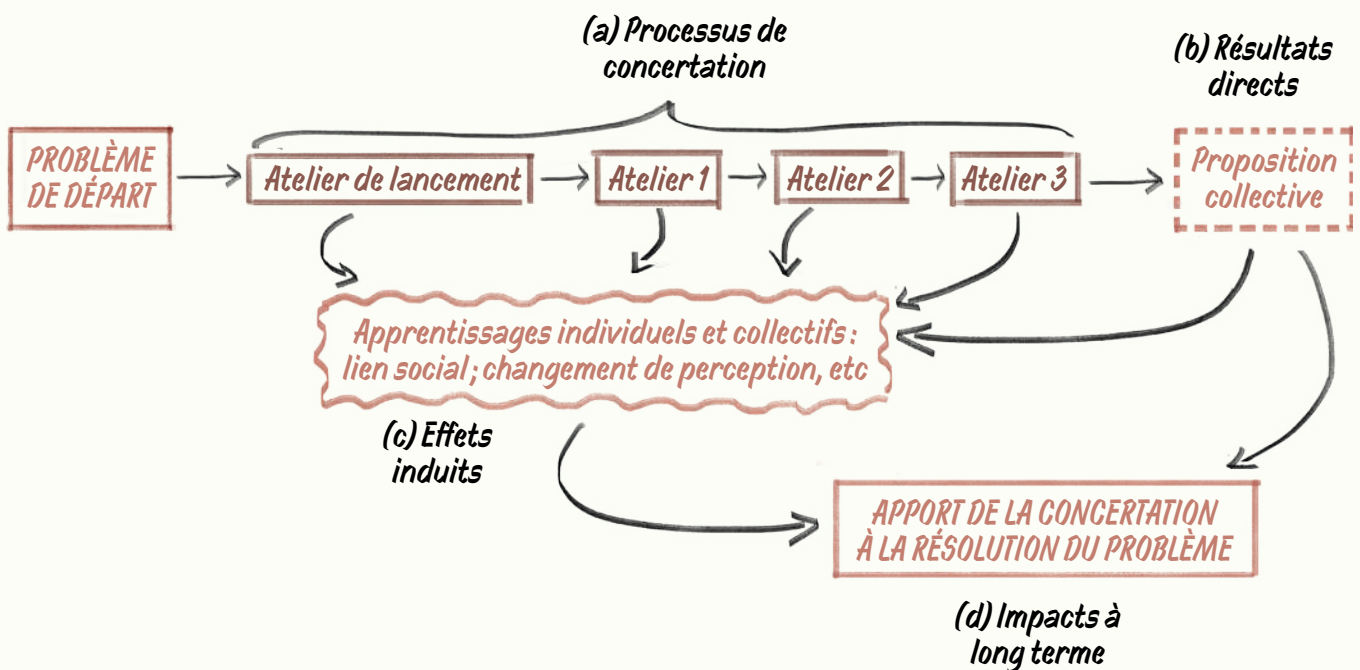 (a) Processus de
concertation
(b) Résultats
directs
PROBLÈME
DE DÉPART
Atelier de lancement
Atelier 1
Atelier 2
Atelier 3
Proposition
collective
Apprentissages individuels et collectifs :
lien social ; changement de perception, etc
(c) Effets
induits
APPORT DE LA CONCERTATION
À LA RÉSOLUTION DU PROBLÈME
(d) Impacts à
long terme